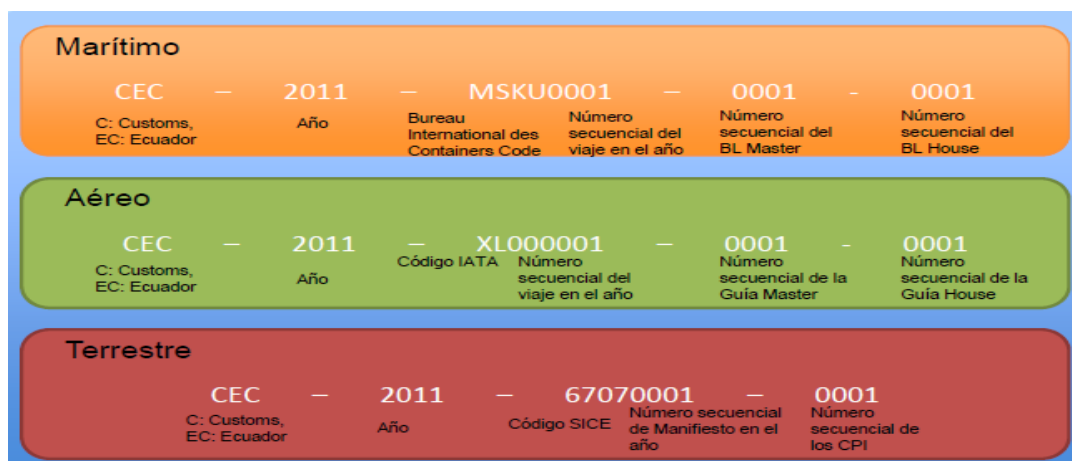 Marítimo
CEC – 2011 – MSKU0001 – 0001 - 0001
C: Customs,
EC: Ecuador
Año
Bureau
International des
Containers Code
Número
secuencial del
viaje en el año
Número
secuencial del
BL Master
Número
secuencial del
BL House
Aéreo
CEC – 2011 – XL000001 – 0001 - 0001
C: Customs,
EC: Ecuador
Año
Código IATA
Número
secuencial del
viaje en el año
Número
secuencial de la
Guía Master
Número
secuencial de la
Guía House
Terrestre
CEC – 2011 – 67070001 – 0001
C: Customs,
EC: Ecuador
Año
Código SICE
Número secuencial
de Manifiesto en el
año
Número
secuencial de
los CPI